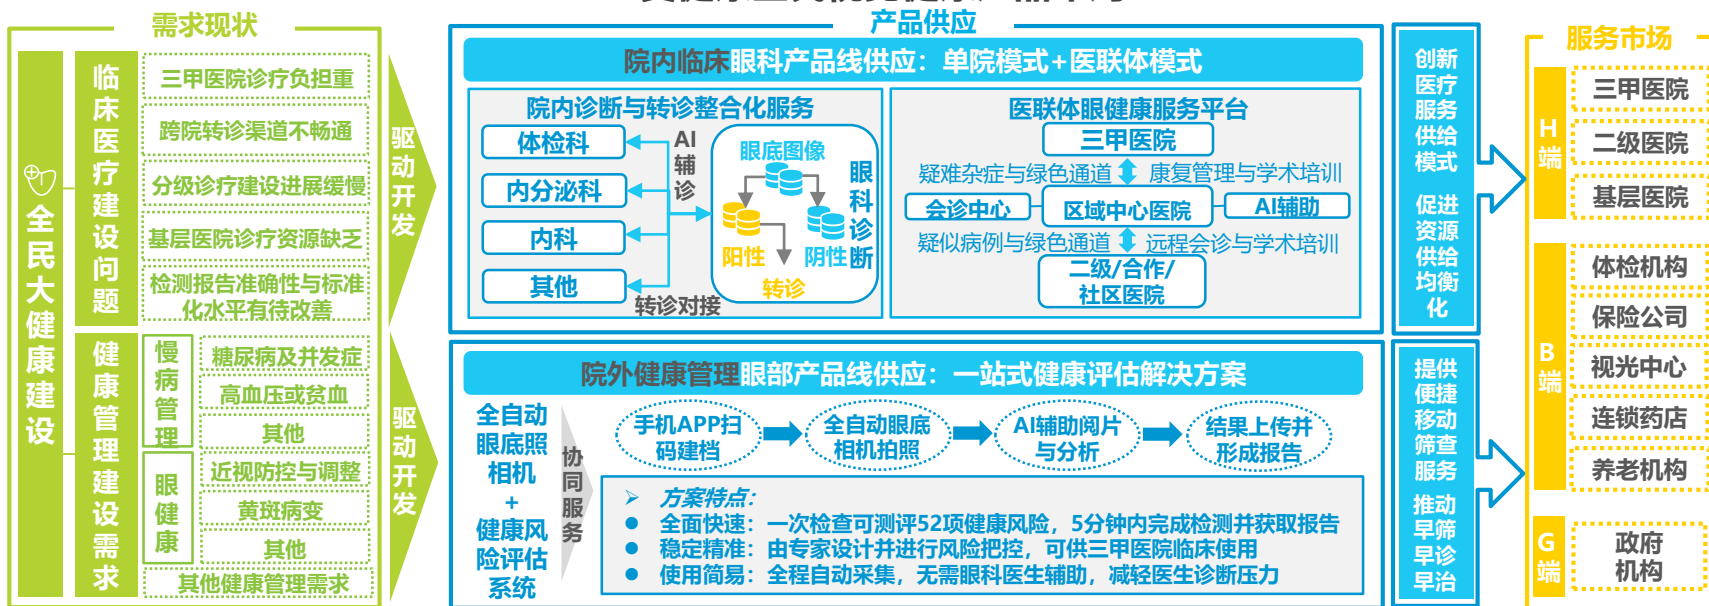 需求现状
全民大健康建设
临床医疗建设问题
三甲医院诊疗负担重
跨院转诊渠道不畅通
分级诊疗建设进展缓慢
基层医院诊疗资源缺乏
检测报告准确性与标准
化水平有待改善
健康管理建设需求
慢病管理
糖尿病及并发症
高血压或贫血
其他
眼健康
近视防控与调整
黄斑病变
其他
其他健康管理需求
驱动开发
驱动开发
产品供应
院内临床眼科产品线供应：单院模式+医联体模式
院内诊断与转诊整合化服务
体检科
内分泌科
内科
其他
AI
辅
诊
转诊对接
眼底图像
阳性
阴性
转诊
眼科诊断
医联体眼健康服务平台
三甲医院
疑难杂症与绿色通道
康复管理与学术培训
会诊中心
区域中心医院
AI辅助
疑似病例与绿色通道
远程会诊与学术培训
二级/合作/
社区医院
院外健康管理眼部产品线供应：一站式健康评估解决方案
全自动
眼底照
相机
+
健康风
险评估
系统
协同服务
手机APP扫
码建档
全自动眼底
相机拍照
AI辅助阅片
与分析
结果上传并
形成报告
➢ 方案特点：
● 全面快速：一次检查可测评52项健康风险，5分钟内完成检测并获取报告
● 稳定精准：由专家设计并进行风险把控，可供三甲医院临床使用
● 使用简易：全程自动采集，无需眼科医生辅助，减轻医生诊断压力
创新
医疗
服务
供给
模式
促进
资源
供给
均衡
化
提供
便捷
移动
筛查
服务
推动
早筛
早诊
早治
服务市场
H
端
三甲医院
二级医院
基层医院
B
端
体检机构
保险公司
视光中心
连锁药店
养老机构
G
端
政府
机构